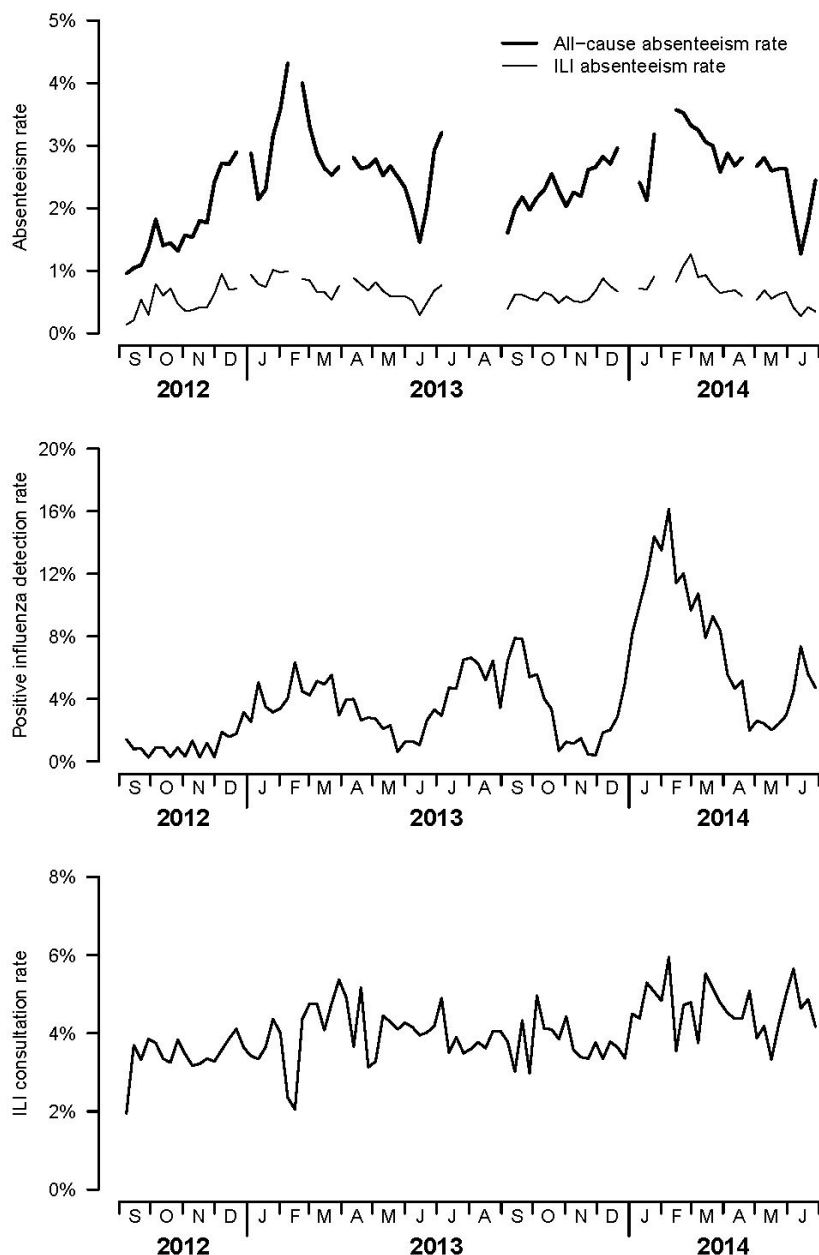 5%
4%
3%
2%
1%
0%
Absenteeism rate
All-cause absenteeism rate
ILI absenteeism rate
S O N D J F M A M J J A S O N D J F M A M J
2012 2013 2014
20%
16%
12%
8%
4%
0%
Positive influenza detection rate
S O N D J F M A M J J A S O N D J F M A M J
2012 2013 2014
8%
6%
4%
2%
0%
ILI consultation rate
S O N D J F M A M J J A S O N D J F M A M J
2012 2013 2014